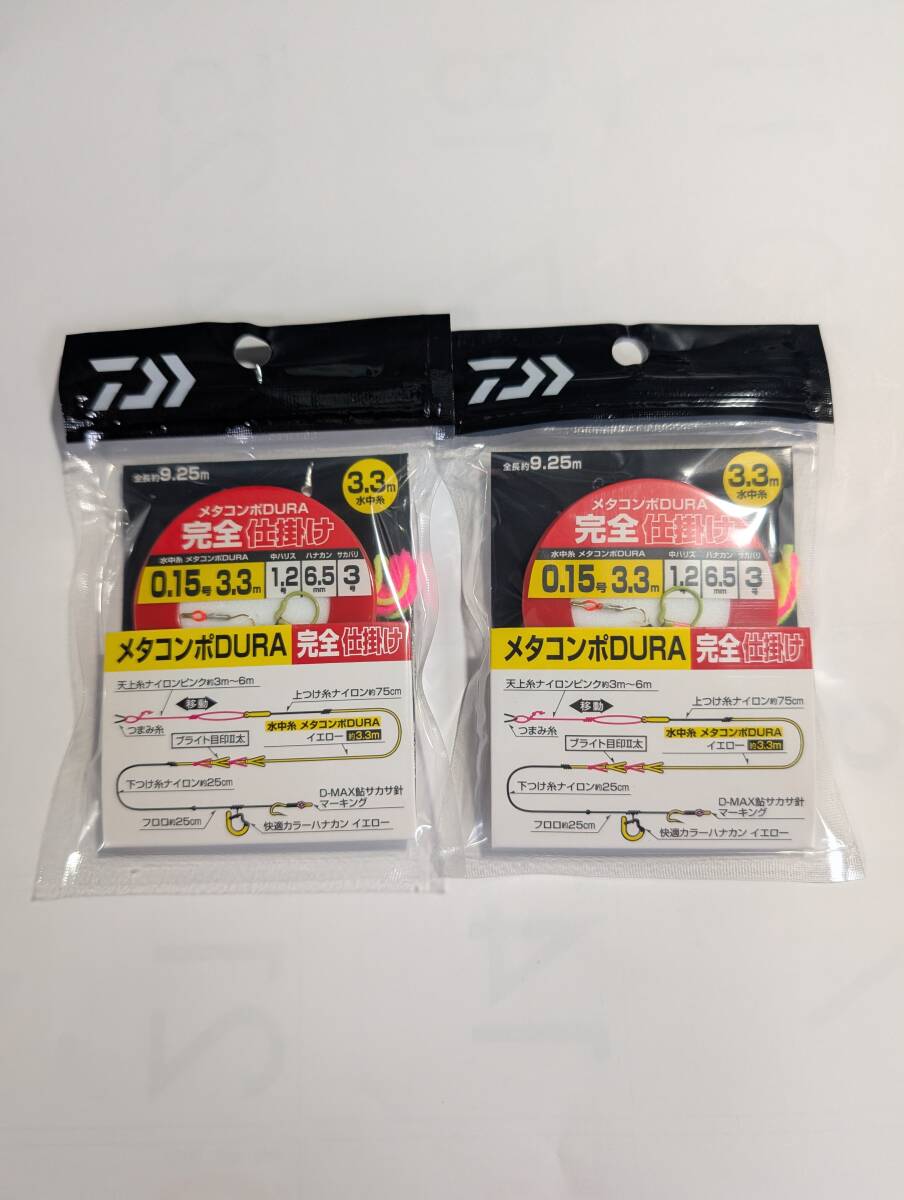 全長約9.25m
3.3m
水中糸
メタコンポDURA
完全仕掛け
水中糸 メタコンポDURA 中ハリス ハナカン サカバリ
0.15号 3.3m 1.2号 6.5mm 3号
メタコンポDURA 完全仕掛け
天上糸ナイロンピンク約3m〜6m
上つけ糸ナイロン約75cm
移動
つまみ糸
水中糸 メタコンポDURA
イエロー 約3.3m
ブライト目印II太
下つけ糸ナイロン約25cm
D-MAX鮎サカサ針
マーキング
フロロ約25cm
快適カラーハナカン イエロー
全長約9.25m
3.3m
水中糸
メタコンポDURA
完全仕掛け
水中糸 メタコンポDURA 中ハリス ハナカン サカバリ
0.15号 3.3m 1.2号 6.5mm 3号
メタコンポDURA 完全仕掛け
天上糸ナイロンピンク約3m〜6m
上つけ糸ナイロン約75cm
移動
つまみ糸
水中糸 メタコンポDURA
イエロー 約3.3m
ブライト目印II太
下つけ糸ナイロン約25cm
D-MAX鮎サカサ針
マーキング
フロロ約25cm
快適カラーハナカン イエロー